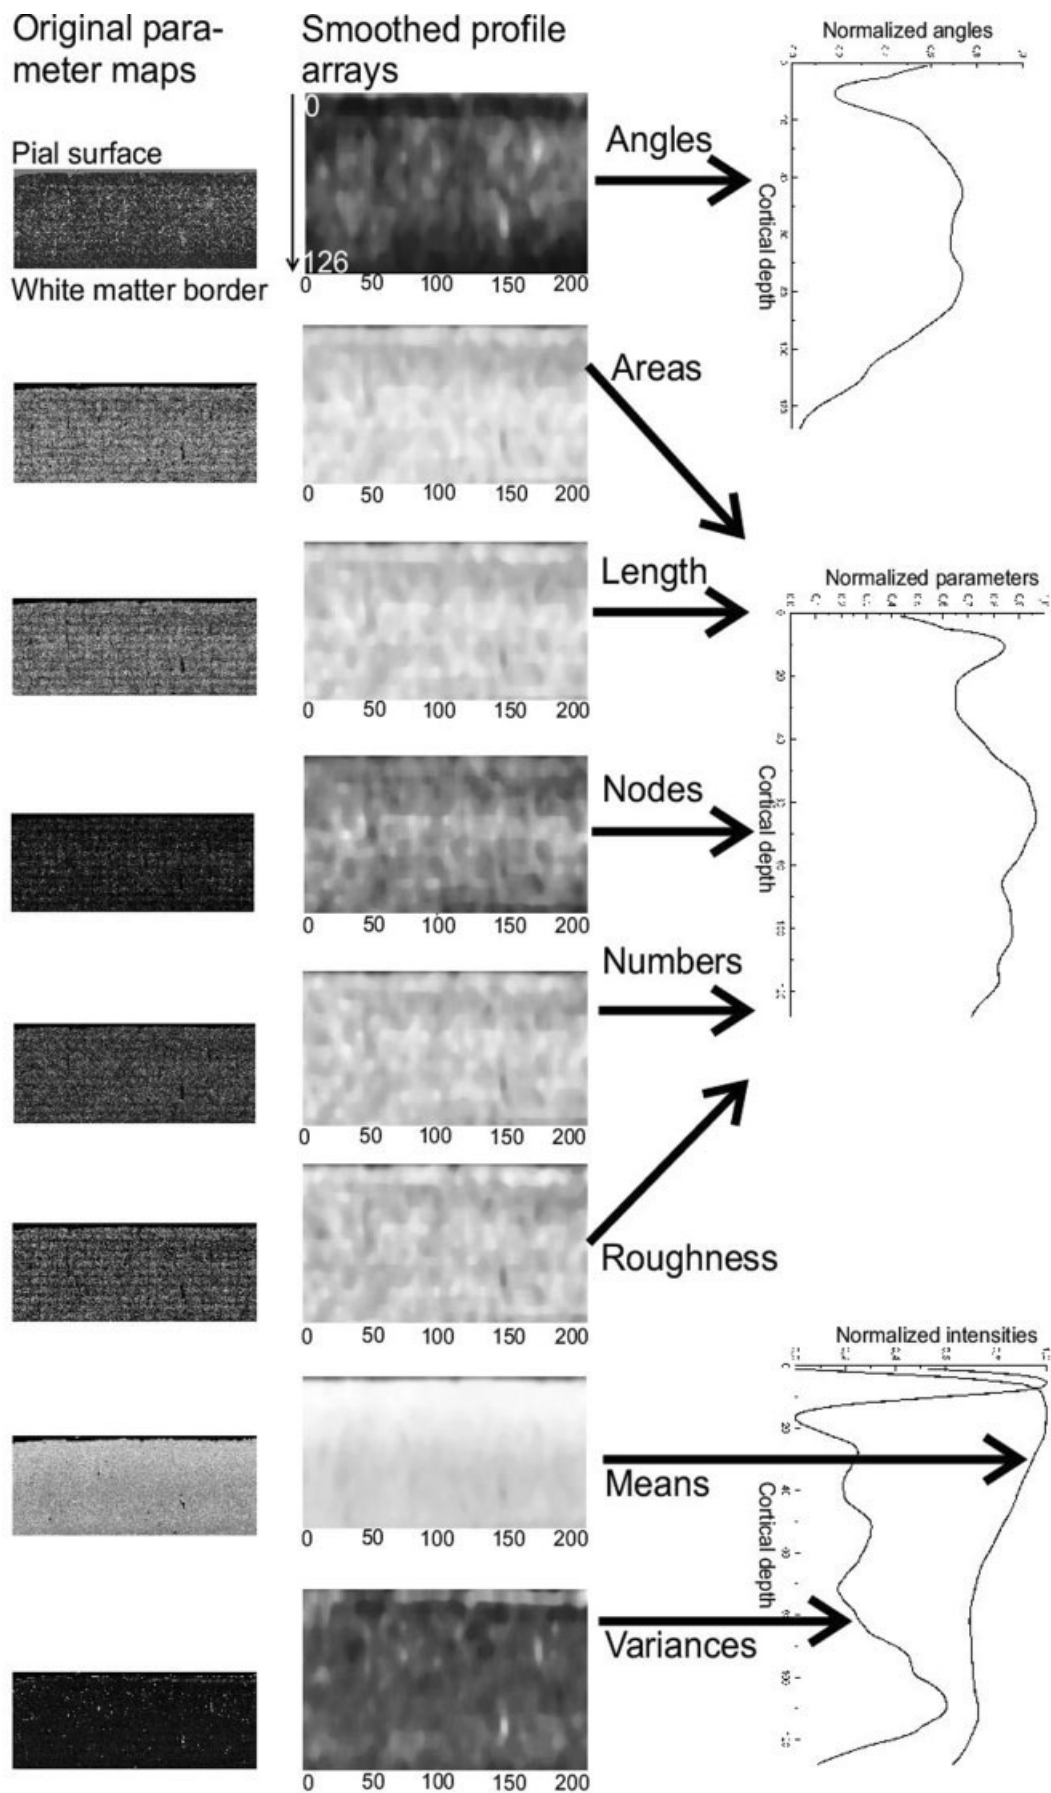 Original para-
meter maps
Smoothed profile
arrays
Pial surface
White matter border
0
126
0 50 100 150 200
Angles
Normalized angles
Cortical depth
0 50 100 150 200
Areas
0 50 100 150 200
Length
Normalized parameters
0
20
40
Cortical depth
0 50 100 150 200
Nodes
0 50 100 150 200
Numbers
0 50 100 150 200
Roughness
0 50 100 150 200
Means
Normalized intensities
Cortical depth
0 50 100 150 200
Variances